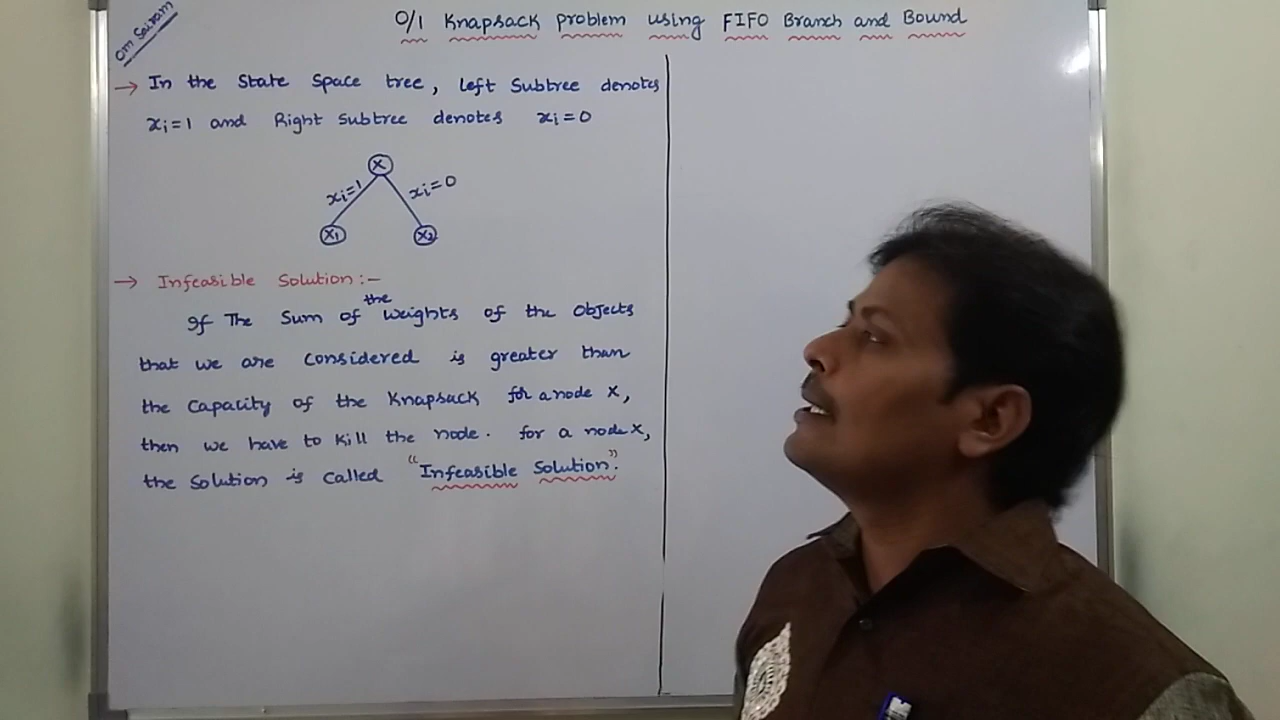 Om Sairam
0/1 Knapsack problem using FIFO Branch and Bound
→ In the State Space tree, left Subtree denotes
xi=1 and Right Subtree denotes xi=0
X
xi=1 xi=0
X1 X2
→ Infeasible Solution :-
If The Sum of the weights of the objects
that we are considered is greater than
the capacity of the Knapsack for a node X,
then we have to kill the node. for a node X,
the solution is called "Infeasible Solution".